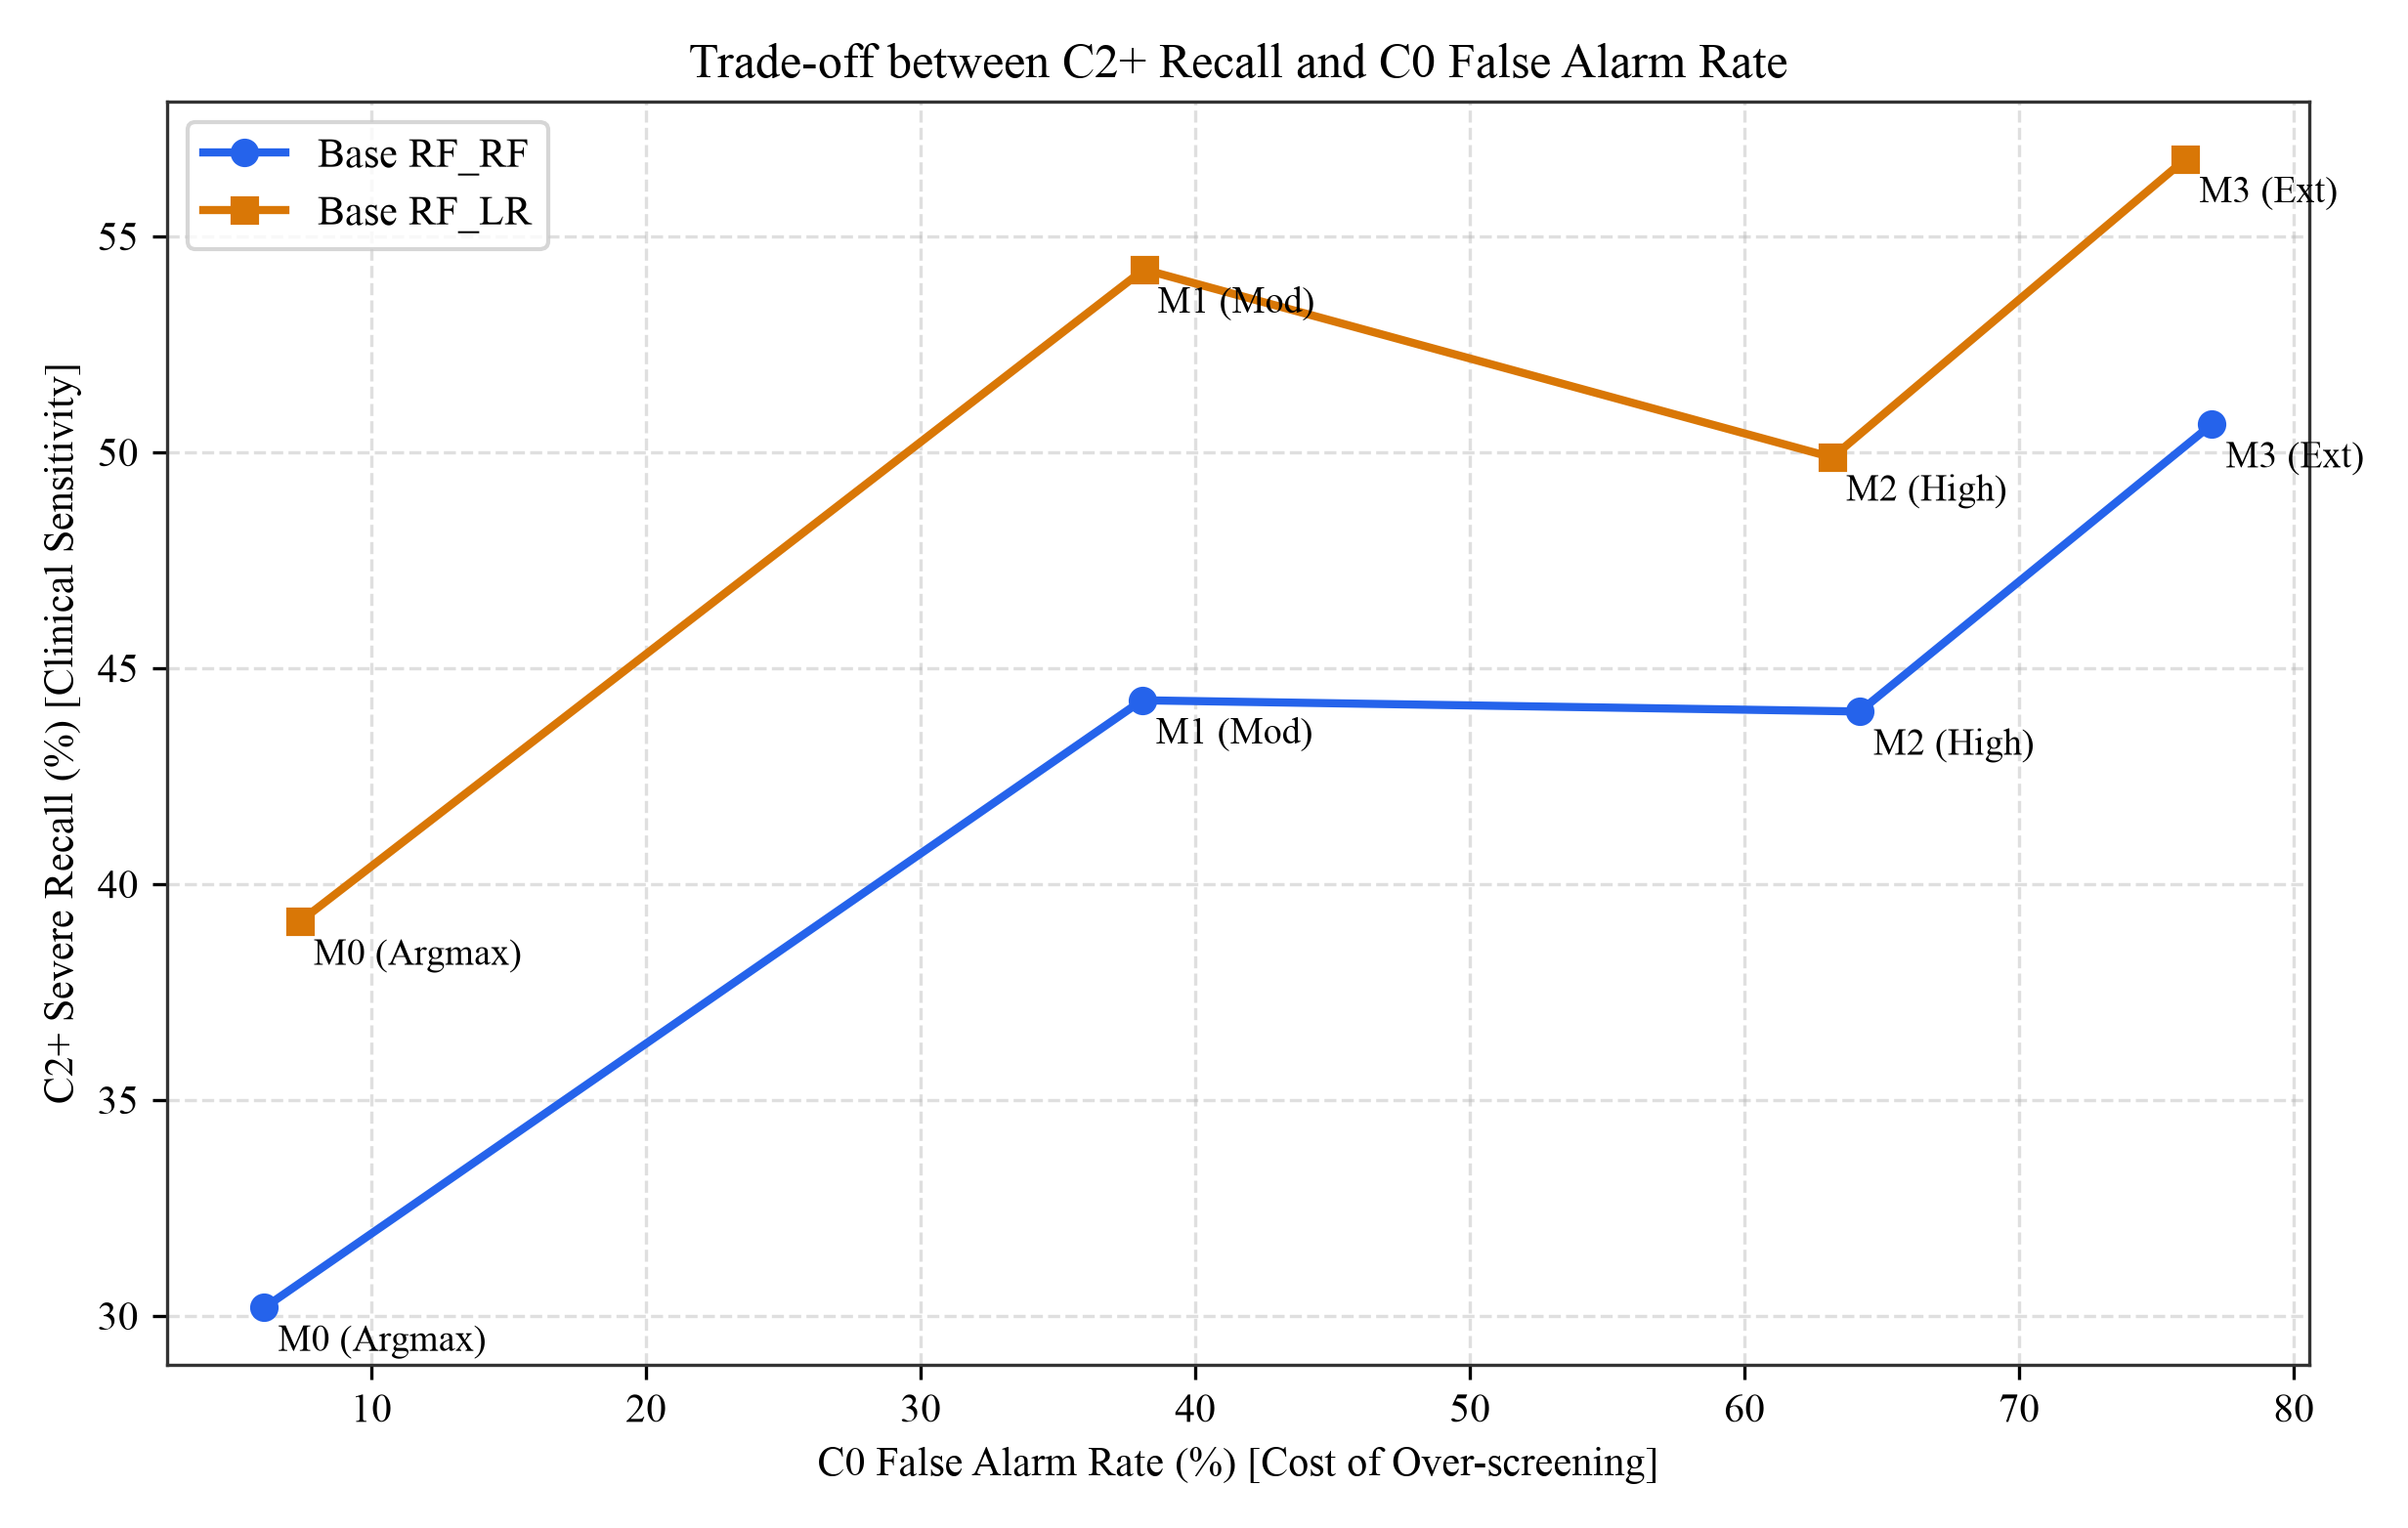 Trade-off between C2+ Recall and C0 False Alarm Rate
Base RF_RF
Base RF_LR
C2+ Severe Recall (%) [Clinical Sensitivity]
55
50
45
40
35
30
M3 (Ext)
M1 (Mod)
M2 (High)
M3 (Ext)
M1 (Mod)
M2 (High)
M0 (Argmax)
M0 (Argmax)
10 20 30 40 50 60 70 80
C0 False Alarm Rate (%) [Cost of Over-screening]